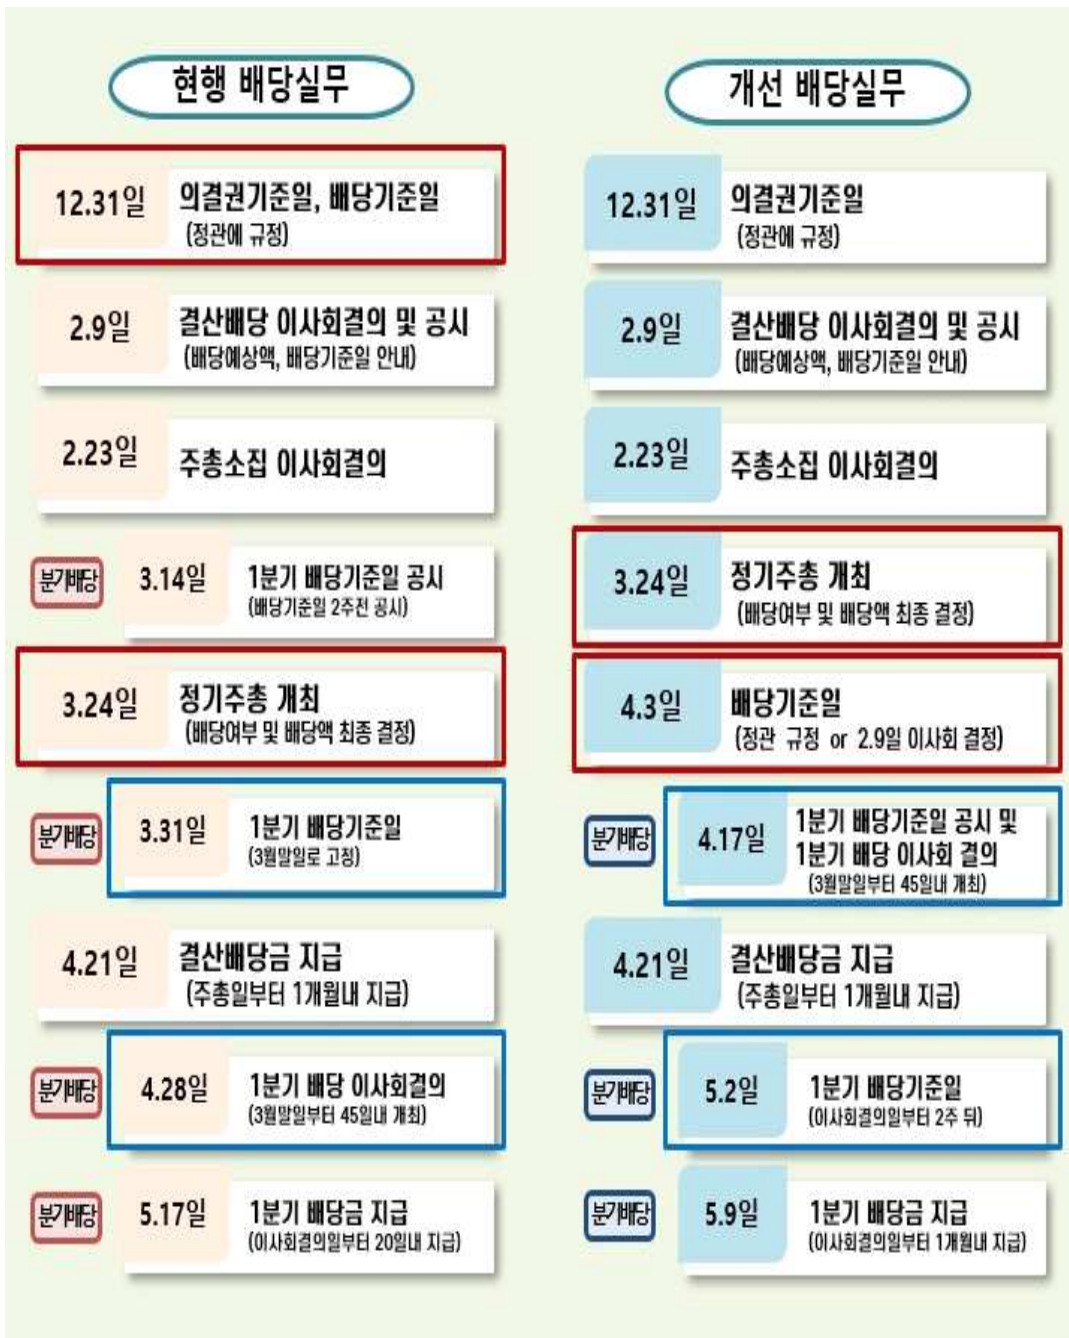 현행 배당실무
12.31일
의결권기준일, 배당기준일
(정관에 규정)
2.9일
결산배당 이사회결의 및 공시
(배당예상액, 배당기준일 안내)
2.23일
주총소집 이사회결의
분기배당
3.14일
1분기 배당기준일 공시
(배당기준일 2주전 공시)
3.24일
정기주총 개최
(배당여부 및 배당액 최종 결정)
분기배당
3.31일
1분기 배당기준일
(3월말일로 고정)
4.21일
결산배당금 지급
(주총일부터 1개월내 지급)
분기배당
4.28일
1분기 배당 이사회결의
(3월말일부터 45일내 개최)
분기배당
5.17일
1분기 배당금 지급
(이사회결의일부터 20일내 지급)
개선 배당실무
12.31일
의결권기준일
(정관에 규정)
2.9일
결산배당 이사회결의 및 공시
(배당예상액, 배당기준일 안내)
2.23일
주총소집 이사회결의
3.24일
정기주총 개최
(배당여부 및 배당액 최종 결정)
4.3일
배당기준일
(정관 규정 or 2.9일 이사회 결정)
분기배당
4.17일
1분기 배당기준일 공시 및
1분기 배당 이사회 결의
(3월말일부터 45일내 개최)
4.21일
결산배당금 지급
(주총일부터 1개월내 지급)
분기배당
5.2일
1분기 배당기준일
(이사회결의일부터 2주 뒤)
분기배당
5.9일
1분기 배당금 지급
(이사회결의일부터 1개월내 지급)